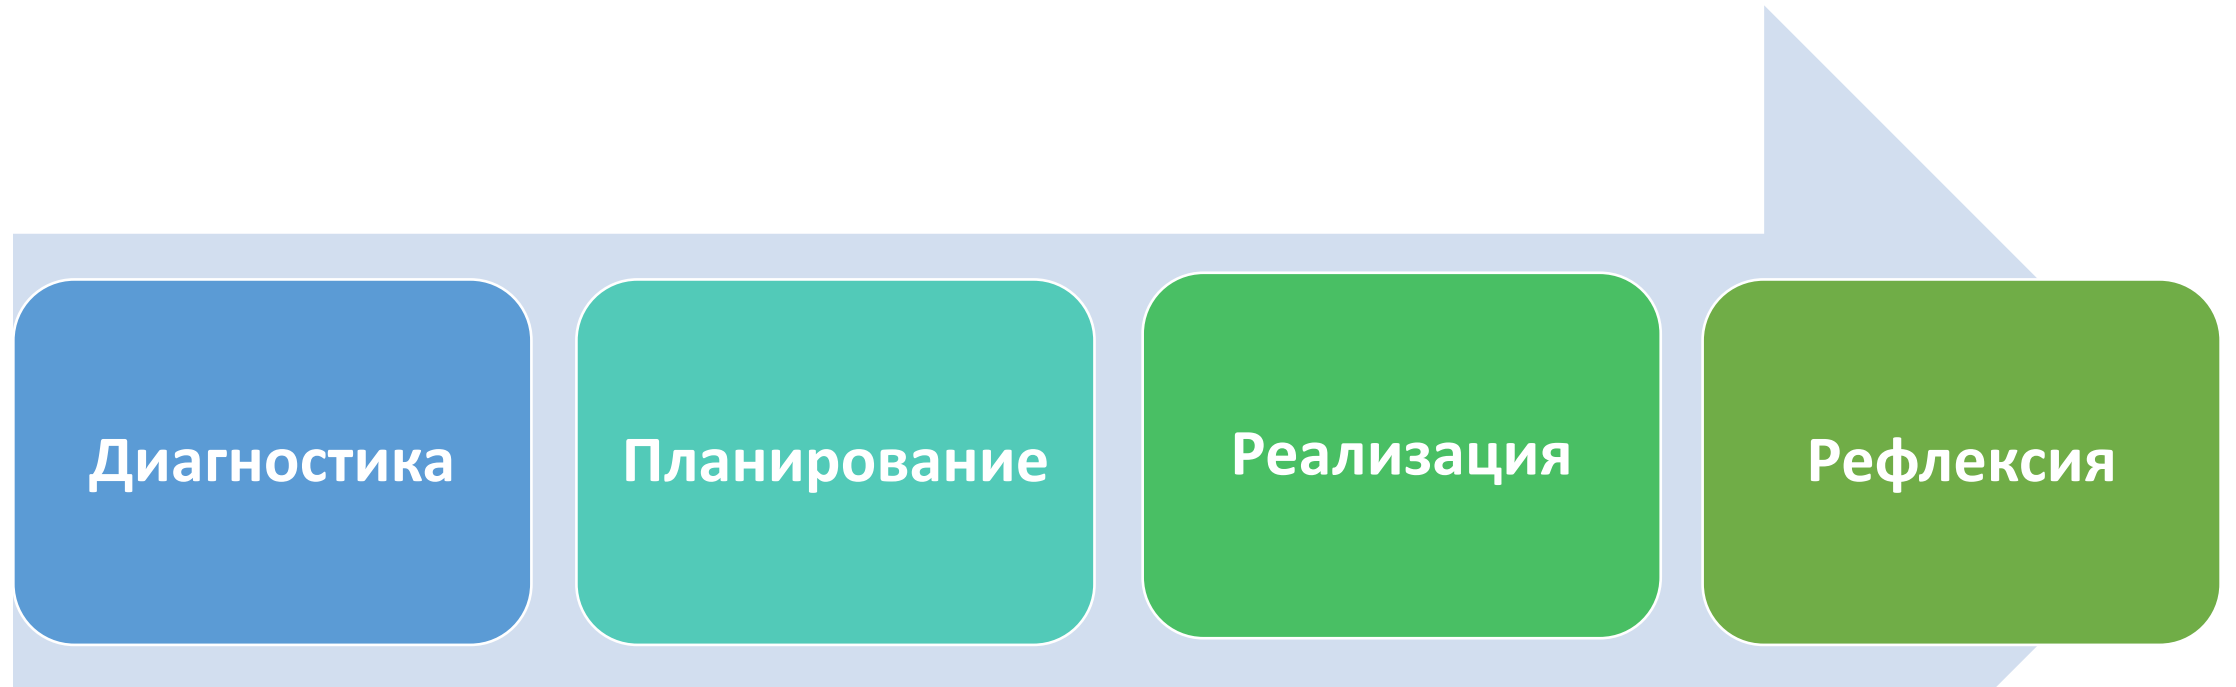 Диагностика
Планирование
Реализация
Рефлексия